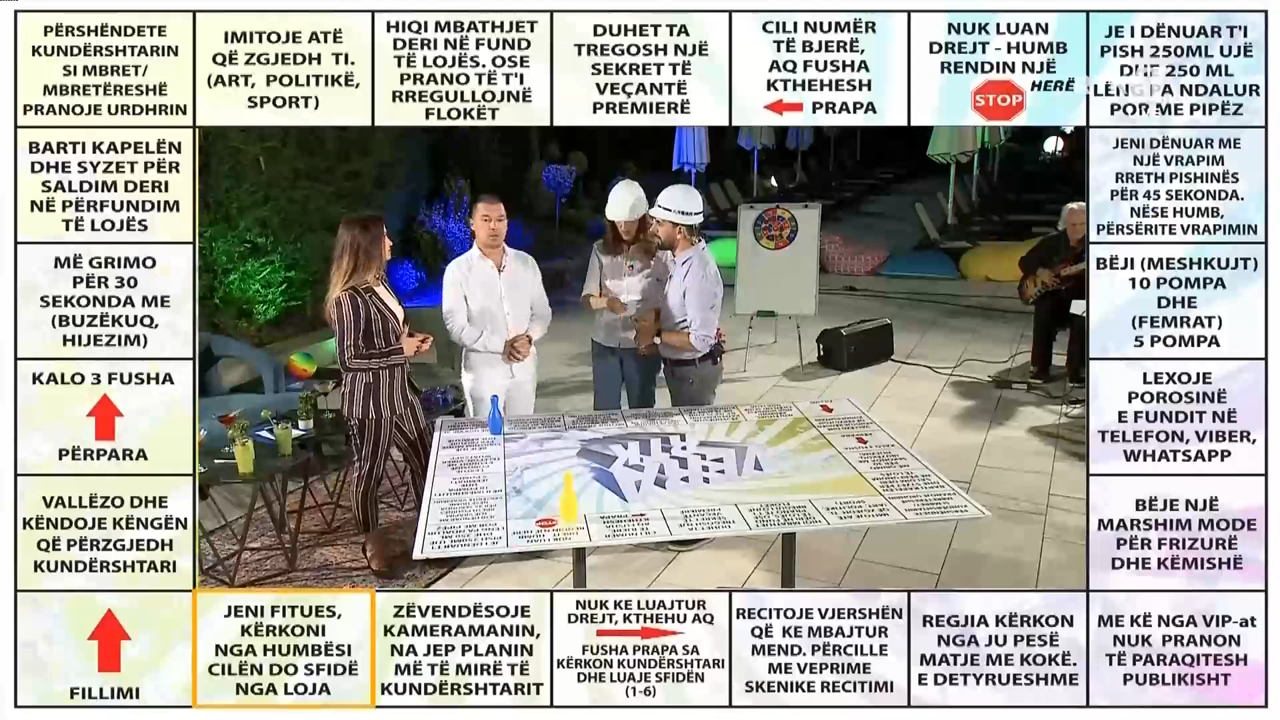 PËRSHËNDETE
KUNDËRSHTARIN
SI MBRET/
MBRETËRESHË
PRANOJE URDHRIN
IMITOJE ATË
QË ZGJEDH TI.
(ART, POLITIKË,
SPORT)
HIQI MBATHJET
DERI NË FUND
TË LOJËS. OSE
PRANO TË T'I
RREGULLOJNË
FLOKËT
DUHET TA
TREGOSH NJË
SEKRET TË
VEÇANTË
PREMIERË
CILI NUMËR
TË BJERË,
AQ FUSHA
KTHEHESH
PRAPA
NUK LUAN
DREJT - HUMB
RENDIN NJË
HERË
STOP
JE I DËNUAR T'I
PISH 250ML UJË
DHE 250 ML
LËNG PA NDALUR
POR ME PIPËZ
BARTI KAPELËN
DHE SYZET PËR
SALDIM DERI
NË PËRFUNDIM
TË LOJËS
JENI DËNUAR ME
NJË VRAPIM
RRETH PISHINËS
PËR 45 SEKONDA.
NËSE HUMB,
PËRSËRITE VRAPIMIN
MË GRIMO
PËR 30
SEKONDA ME
(BUZËKUQ,
HIJEZIM)
BËJI (MESHKUJT)
10 POMPA
DHE
(FEMRAT)
5 POMPA
KALO 3 FUSHA
PËRPARA
LEXOJE
POROSINË
E FUNDIT NË
TELEFON, VIBER,
WHATSAPP
VALLËZO DHE
KËNDOJE KËNGËN
QË PËRZGJEDH
KUNDËRSHTARI
BËJE NJË
MARSHIM MODE
PËR FRIZURË
DHE KËMISHË
FILLIMI
JENI FITUES,
KËRKONI
NGA HUMBËSI
CILËN DO SFIDË
NGA LOJA
ZËVENDËSOJE
KAMERAMANIN,
NA JEP PLANIN
MË TË MIRË TË
KUNDËRSHTARIT
NUK KE LUAJTUR
DREJT, KTHEHU AQ
FUSHA PRAPA SA
KËRKON KUNDËRSHTARI
DHE LUAJE SFIDËN
(1-6)
RECITOJE VJERSHËN
QË KE MBAJTUR
MEND. PËRCILLE
ME VEPRIME
SKENIKE RECITIMI
REGJIA KËRKON
NGA JU PESË
MATJE ME KOKË.
E DETYRUESHME
ME KË NGA VIP-at
NUK PRANON
TË PARAQITESH
PUBLIKISHT